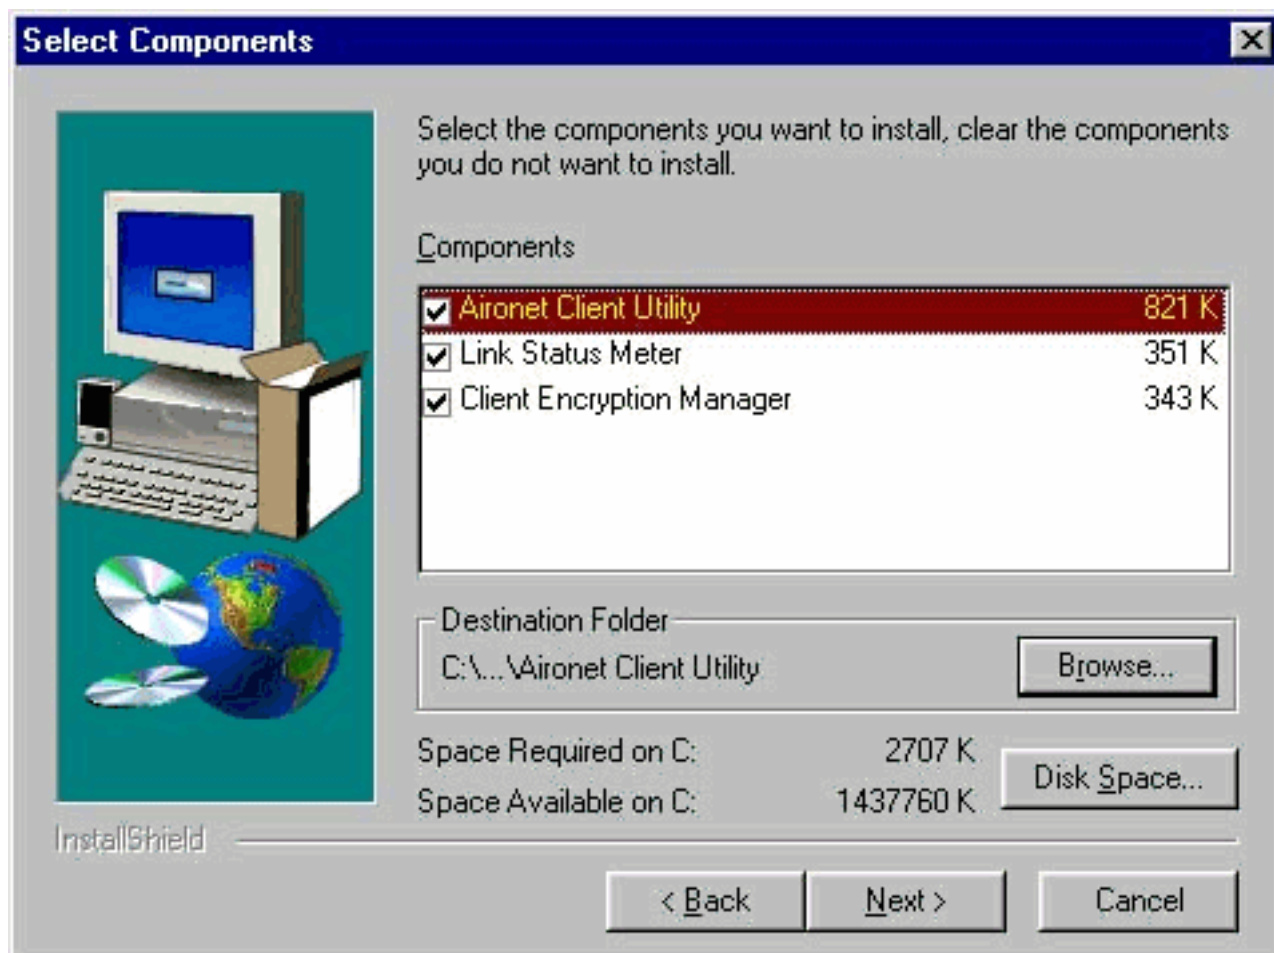 Select Components
Select the components you want to install, clear the components
you do not want to install.
Components
Aironet Client Utility 821 K
Link Status Meter 351 K
Client Encryption Manager 343 K
Destination Folder
C:\...\Aironet Client Utility Browse...
Space Required on C: 2707 K
Disk Space...
Space Available on C: 1437760 K
InstallShield
< Back Next > Cancel